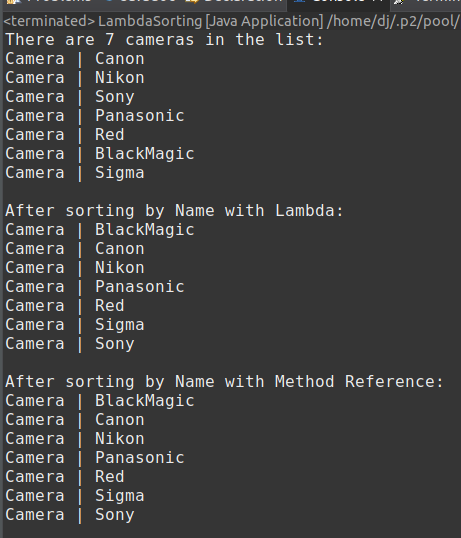 <terminated> LambdaSorting [Java Application] /home/dj/.p2/pool/
There are 7 cameras in the list:
Camera | Canon
Camera | Nikon
Camera | Sony
Camera | Panasonic
Camera | Red
Camera | BlackMagic
Camera | Sigma

After sorting by Name with Lambda:
Camera | BlackMagic
Camera | Canon
Camera | Nikon
Camera | Panasonic
Camera | Red
Camera | Sigma
Camera | Sony

After sorting by Name with Method Reference:
Camera | BlackMagic
Camera | Canon
Camera | Nikon
Camera | Panasonic
Camera | Red
Camera | Sigma
Camera | Sony